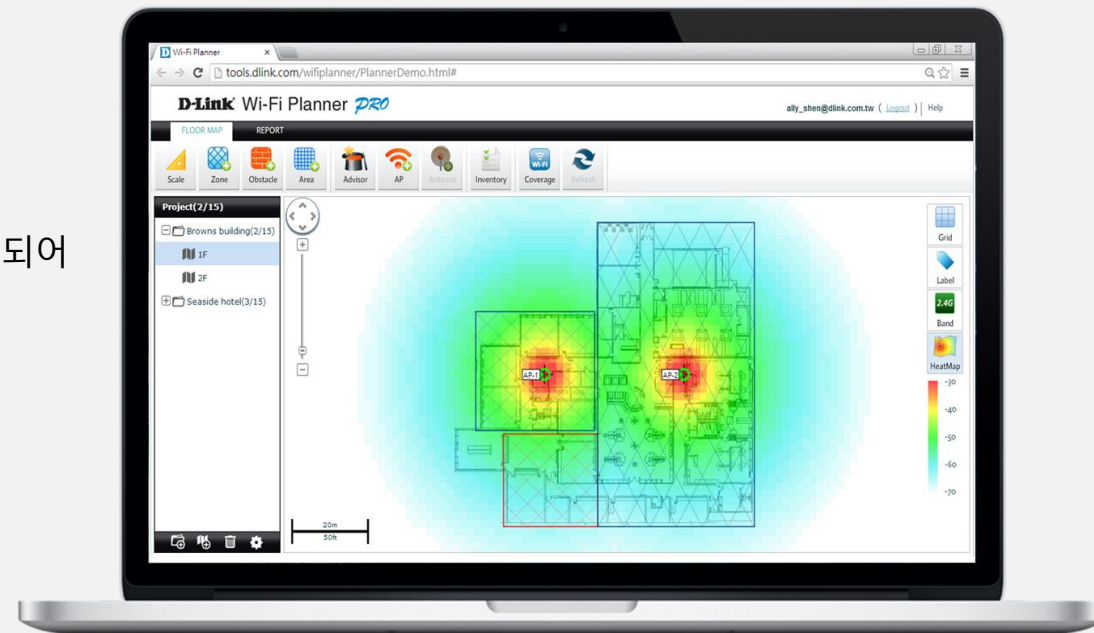 Wi-Fi Planner
tools.dlink.com/wifiplanner/PlannerDemo.html#
D-Link Wi-Fi Planner PRO
ally_shen@dlink.com.tw ( Logout ) | Help
FLOOR MAP REPORT
Wi-Fi
Scale Zone Obstacle Area Advisor AP Antenna Inventory Coverage Refresh
Project(2/15)
Browns building(2/15)
1F
2F
Seaside hotel(3/15)
되어
AP-1 AP-2
20m
50ft
Grid
Label
2.4G
Band
HeatMap
-30
-40
-50
-60
-70